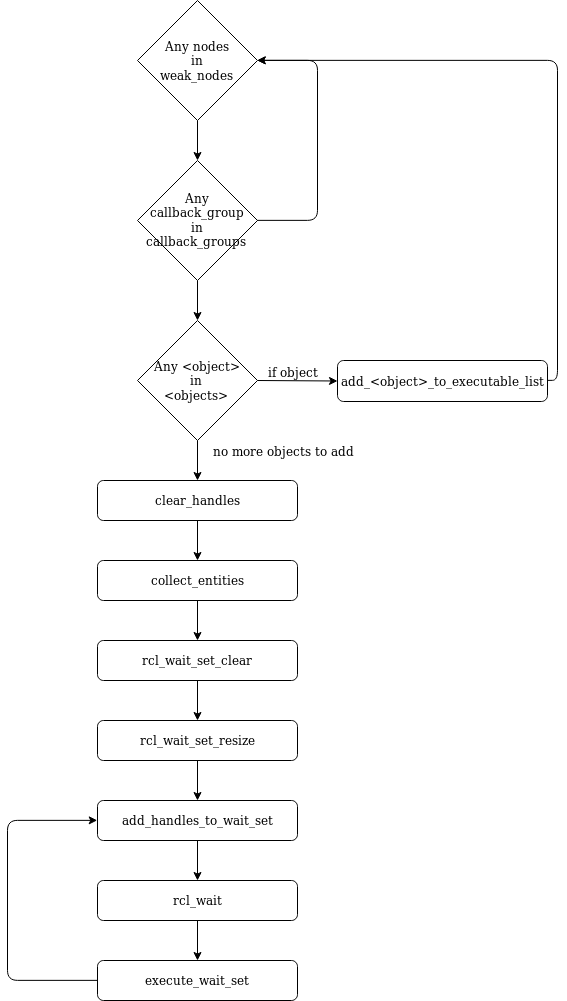 Any nodes
in
weak_nodes
Any
callback_group
in
callback_groups
Any <object>
in
<objects>
if object
add_<object>_to_executable_list
no more objects to add
clear_handles
collect_entities
rcl_wait_set_clear
rcl_wait_set_resize
add_handles_to_wait_set
rcl_wait
execute_wait_set